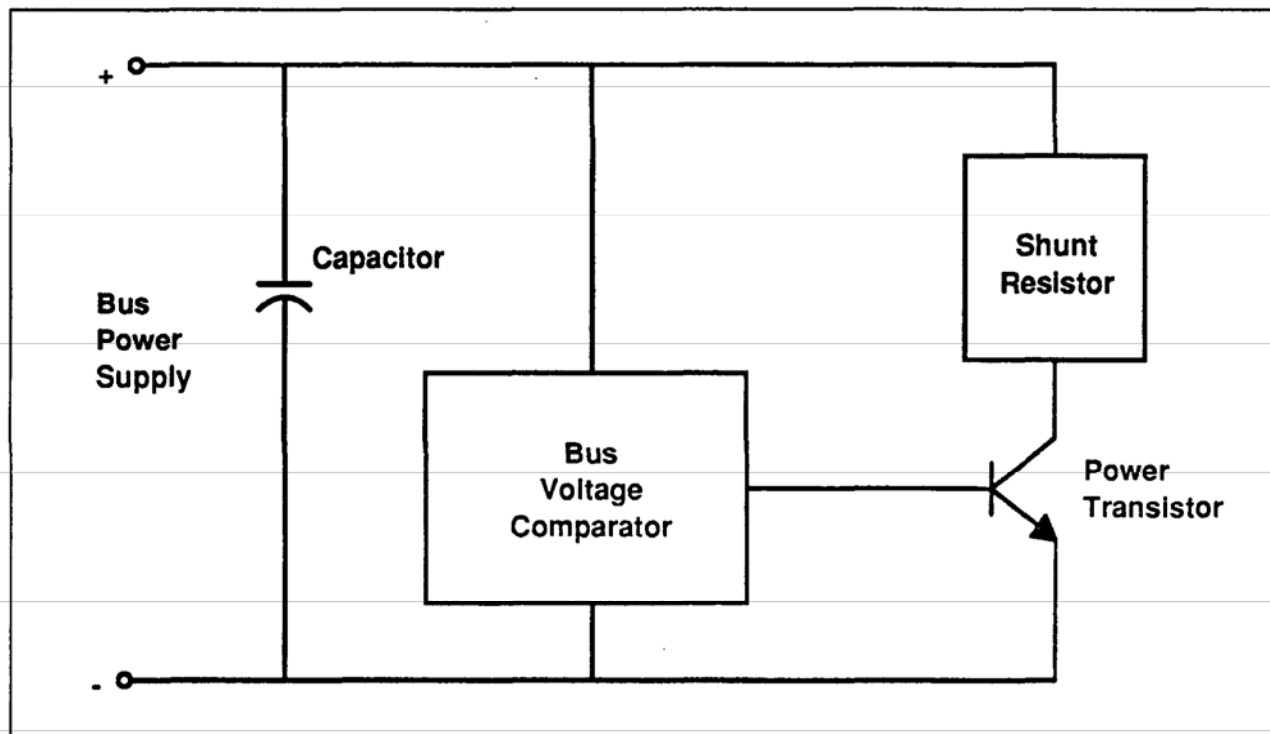 +
Capacitor
Bus
Power
Supply
Shunt
Resistor
Bus
Voltage
Comparator
Power
Transistor
-